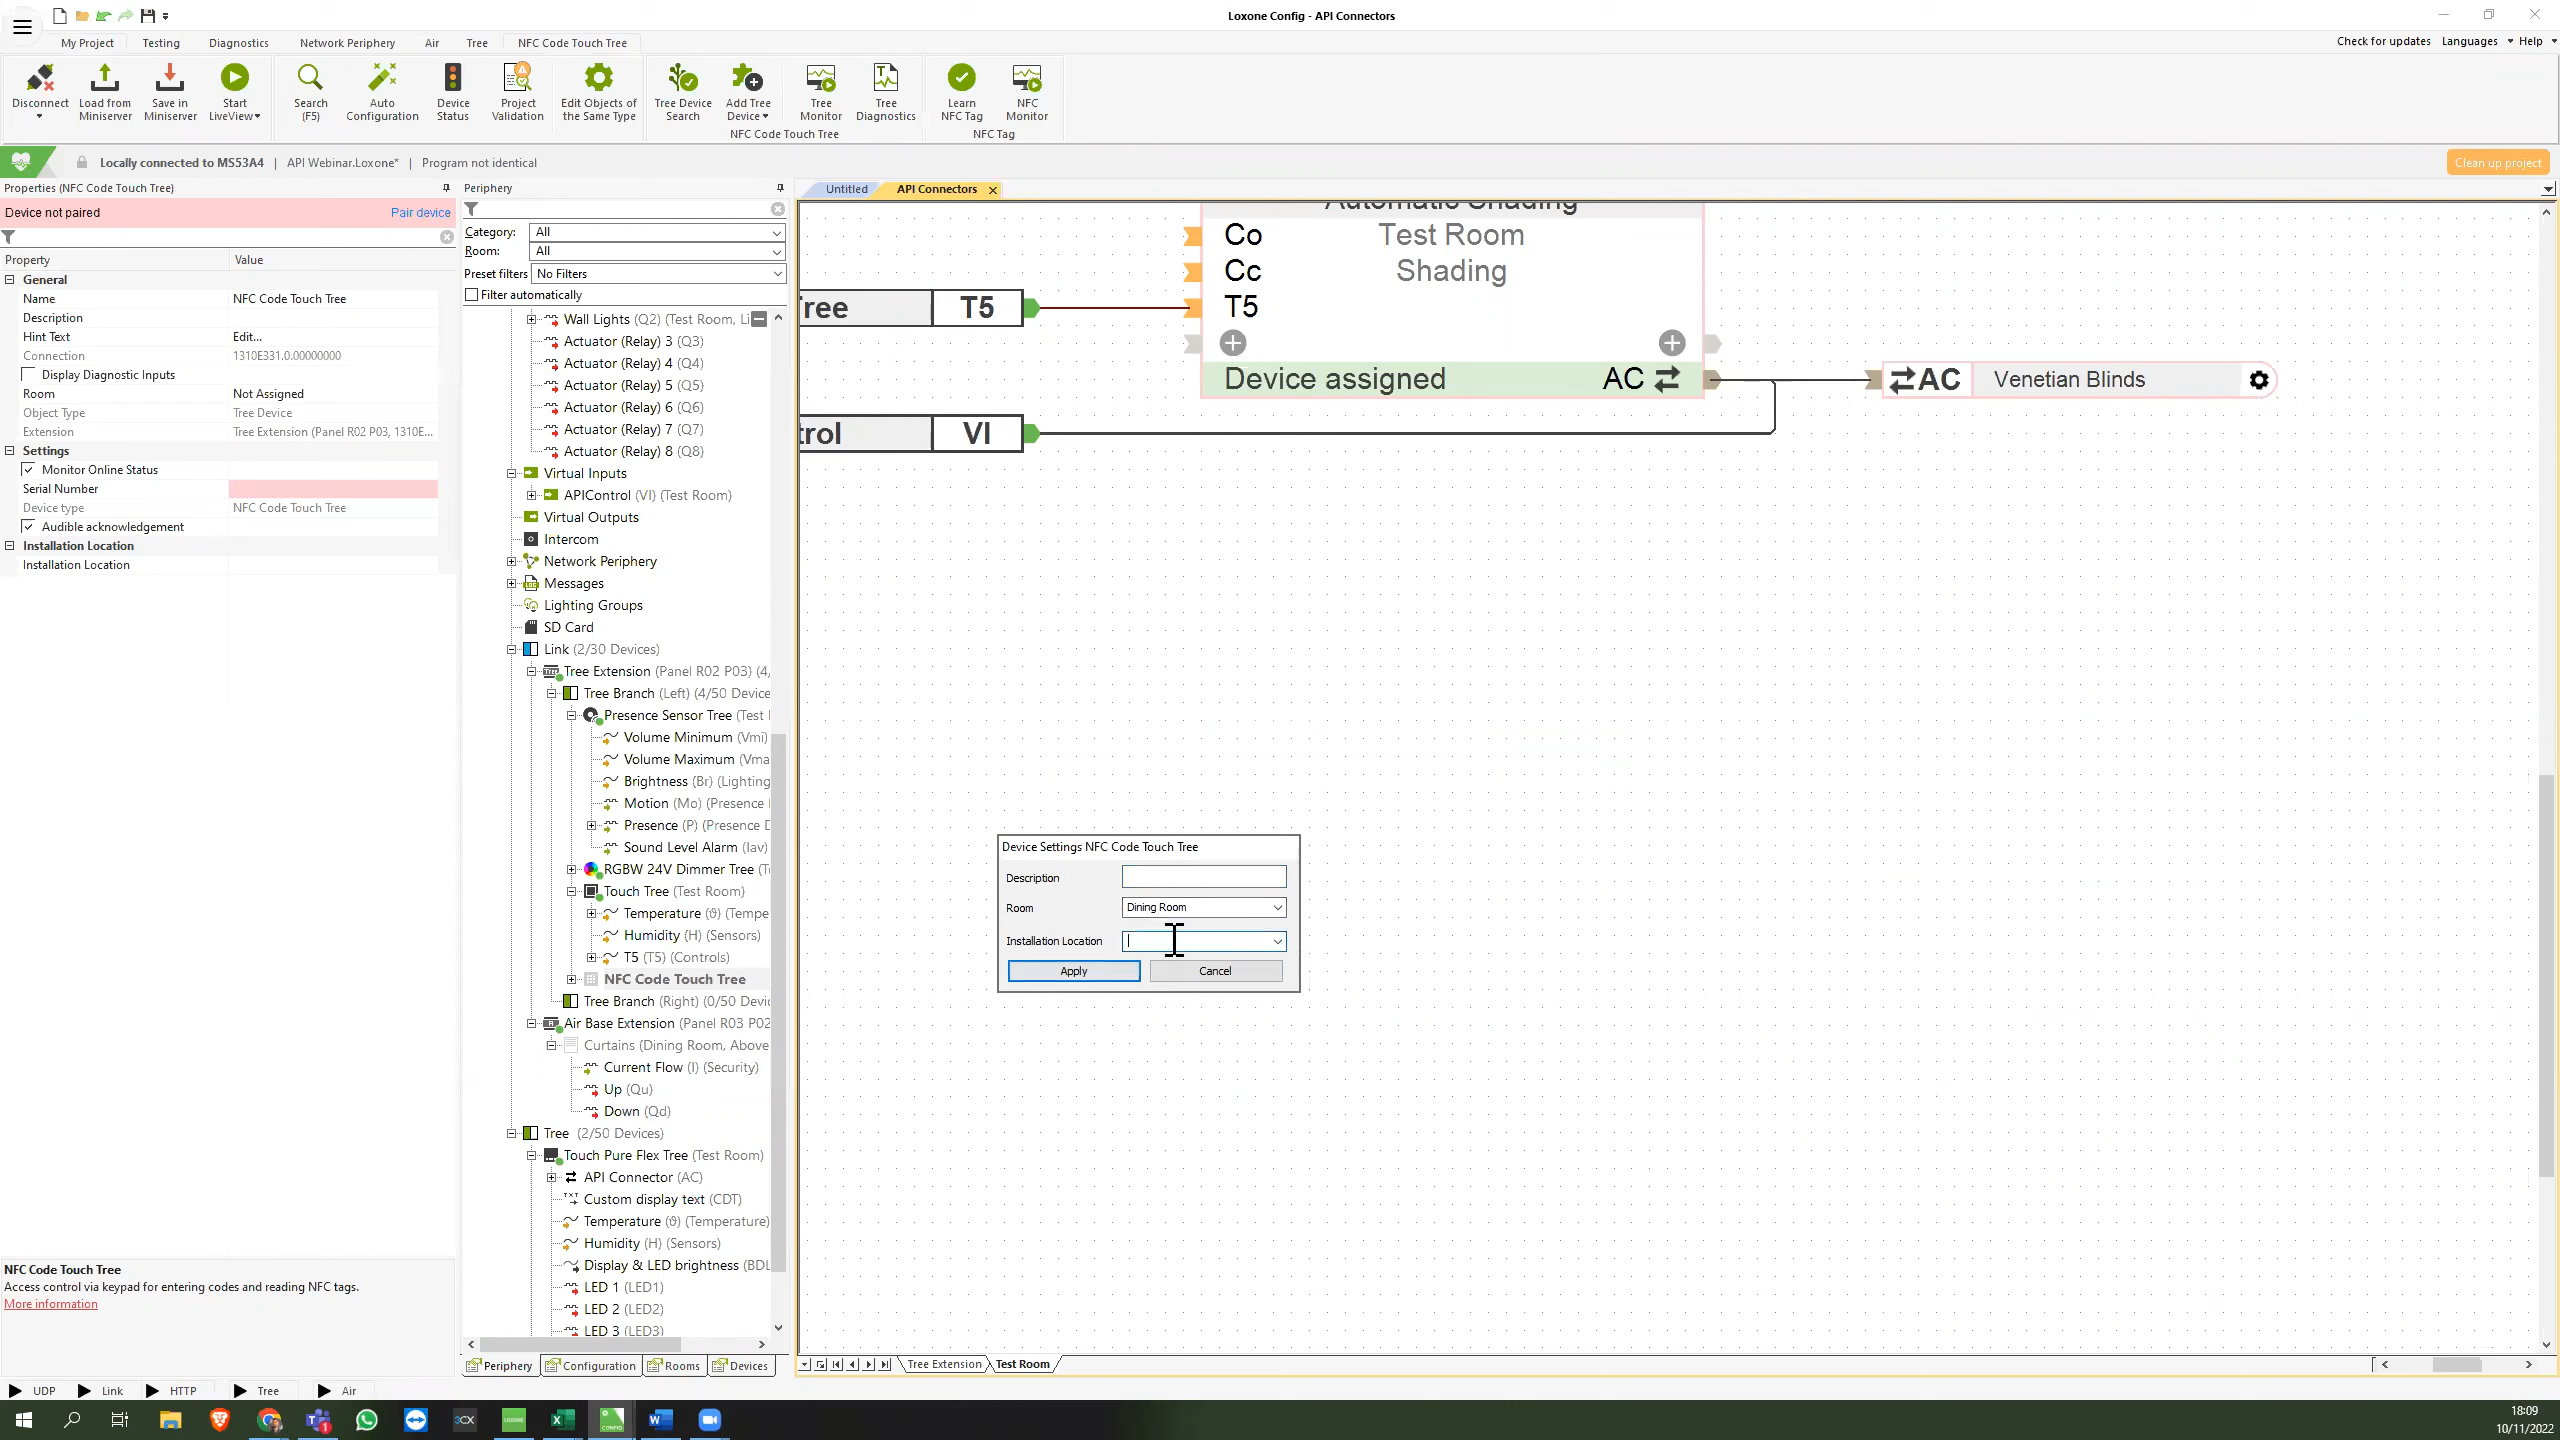 Loxone Config - API Connectors
My Project
Testing
Diagnostics
Network Periphery
Air
Tree
NFC Code Touch Tree
Check for updates
Languages
Help
Disconnect
Load from Miniserver
Save in Miniserver
Start LiveView
Search (F5)
Auto Configuration
Device Status
Project Validation
Edit Objects of the Same Type
Tree Device Search
Add Tree Device
Tree Monitor
Tree Diagnostics
Learn NFC Tag
NFC Monitor
NFC Code Touch Tree
NFC Tag
Locally connected to MS53A4 | API Webinar.Loxone* | Program not identical
Clean up project
Properties (NFC Code Touch Tree)
Device not paired
Pair device
Property Value
General
Name NFC Code Touch Tree
Description
Hint Text Edit...
Connection 1310E331.0.00000000
Display Diagnostic Inputs
Room Not Assigned
Object Type Tree Device
Extension Tree Extension (Panel R02 P03, 1310E...
Settings
Monitor Online Status
Serial Number
Device type NFC Code Touch Tree
Audible acknowledgement
Installation Location
Installation Location
NFC Code Touch Tree
Access control via keypad for entering codes and reading NFC tags.
More information
Periphery
Category: All
Room: All
Preset filters No Filters
Filter automatically
Wall Lights (Q2) (Test Room, Li
Actuator (Relay) 3 (Q3)
Actuator (Relay) 4 (Q4)
Actuator (Relay) 5 (Q5)
Actuator (Relay) 6 (Q6)
Actuator (Relay) 7 (Q7)
Actuator (Relay) 8 (Q8)
Virtual Inputs
APIControl (VI) (Test Room)
Virtual Outputs
Intercom
Network Periphery
Messages
Lighting Groups
SD Card
Link (2/30 Devices)
Tree Extension (Panel R02 P03) (4/
Tree Branch (Left) (4/50 Device
Presence Sensor Tree (Test
Volume Minimum (Vmi)
Volume Maximum (Vma
Brightness (Br) (Lighting
Motion (Mo) (Presence
Presence (P) (Presence D
Sound Level Alarm (Iav)
RGBW 24V Dimmer Tree (T
Touch Tree (Test Room)
Temperature (ϑ) (Tempe
Humidity (H) (Sensors)
T5 (T5) (Controls)
NFC Code Touch Tree
Tree Branch (Right) (0/50 Devic
Air Base Extension (Panel R03 P02
Curtains (Dining Room, Above
Current Flow (I) (Security)
Up (Qu)
Down (Qd)
Tree (2/50 Devices)
Touch Pure Flex Tree (Test Room)
API Connector (AC)
Custom display text (CDT)
Temperature (ϑ) (Temperature)
Humidity (H) (Sensors)
Display & LED brightness (BDL
LED 1 (LED1)
LED 2 (LED2)
LED 3 (LED3)
Periphery
Configuration
Rooms
Devices
Untitled
API Connectors
Automatic Shading
Co Test Room
Cc Shading
T5
Device assigned AC
Tree T5
trol VI
AC Venetian Blinds
Device Settings NFC Code Touch Tree
Description
Room Dining Room
Installation Location
Apply
Cancel
Tree Extension
Test Room
UDP
Link
HTTP
Tree
Air
3CX
LOXONE
CONFIG
18:09
10/11/2022